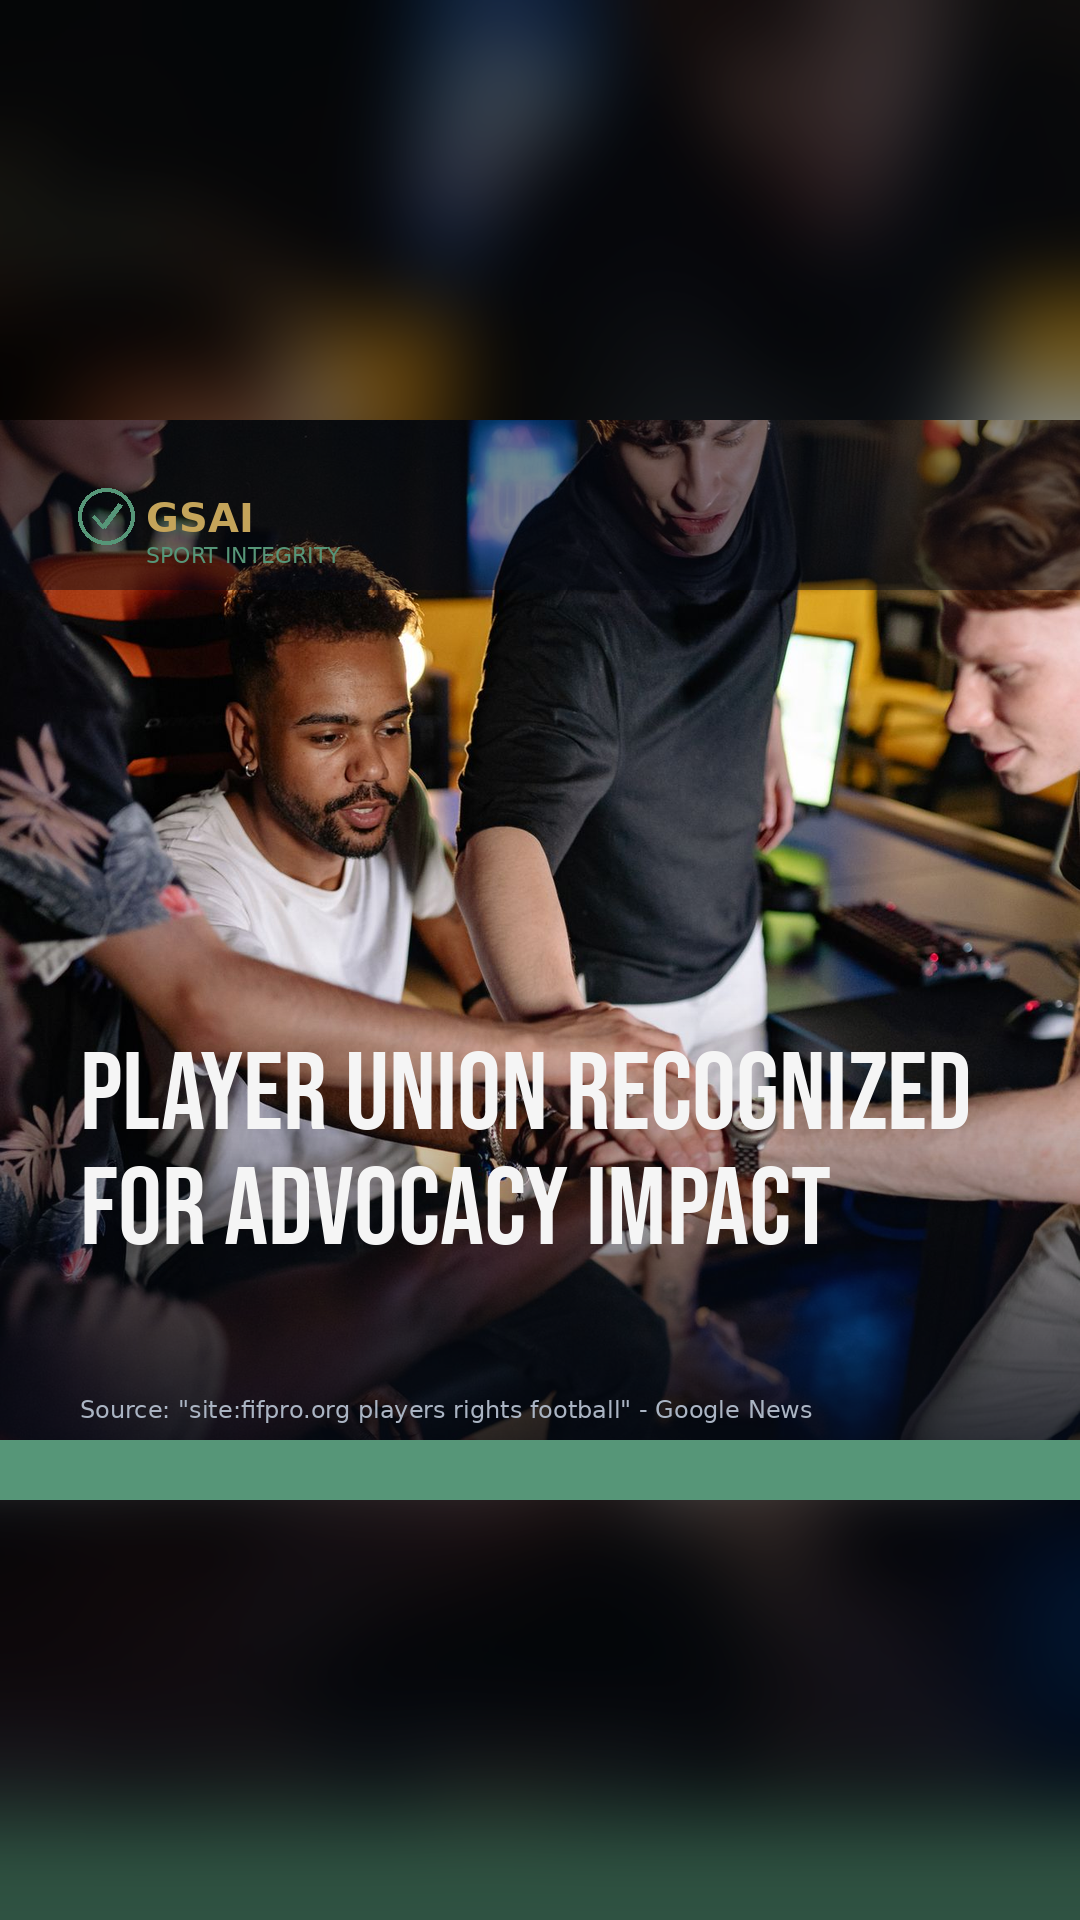 GSAI
SPORT INTEGRITY
PLAYER UNION RECOGNIZED
FOR ADVOCACY IMPACT
Source: "site:fifpro.org players rights football" - Google News